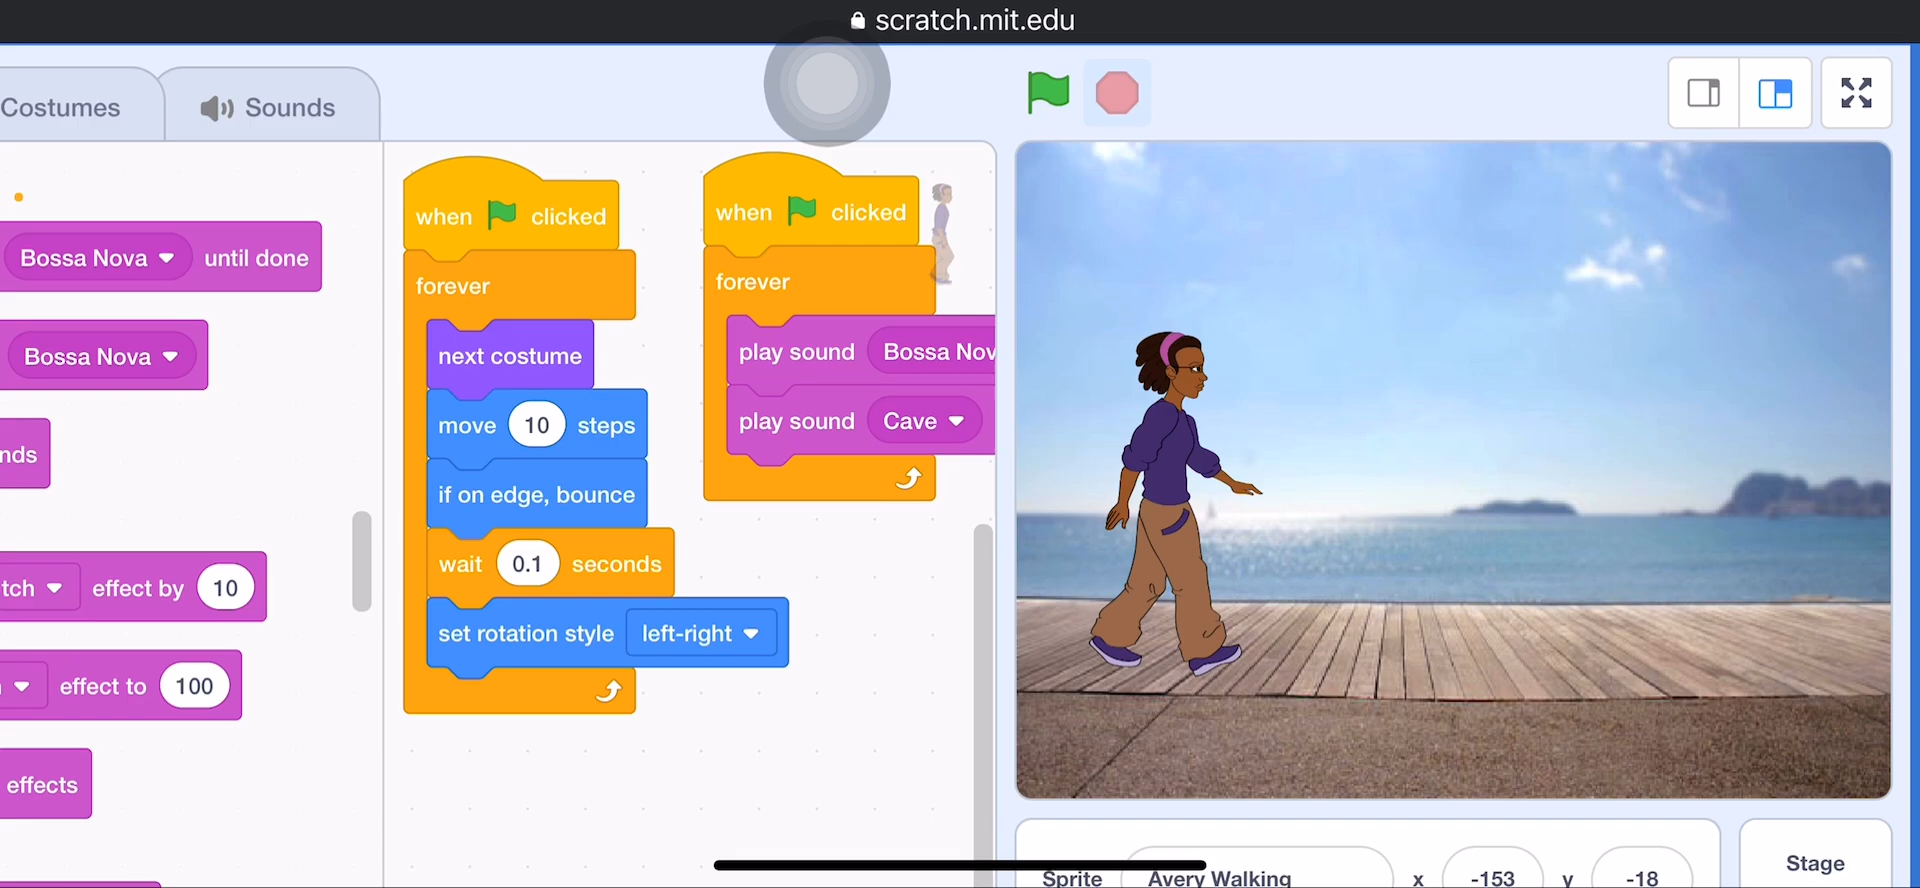 scratch.mit.edu
Costumes
Sounds
Bossa Nova until done
Bossa Nova
effect by 10
effect to 100
effects
when clicked
forever
next costume
move 10 steps
if on edge, bounce
wait 0.1 seconds
set rotation style left-right
when clicked
forever
play sound Bossa Nov
play sound Cave
Sprite Avery Walking x -153 y -18
Stage